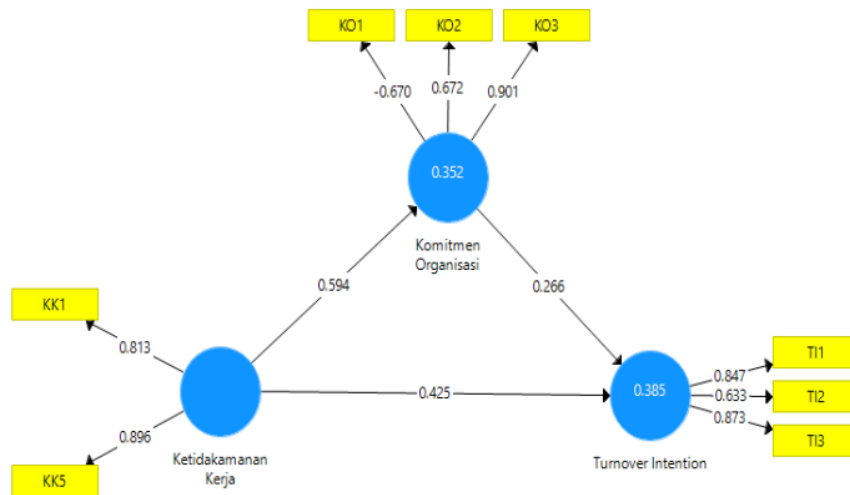 KO1
KO2
KO3
-0.670
0.672
0.901
0.352
Komitmen
Organisasi
0.594
0.266
KK1
0.813
0.896
KK5
Ketidakamanan
Kerja
0.425
0.385
Turnover Intention
0.847
0.633
0.873
TI1
TI2
TI3